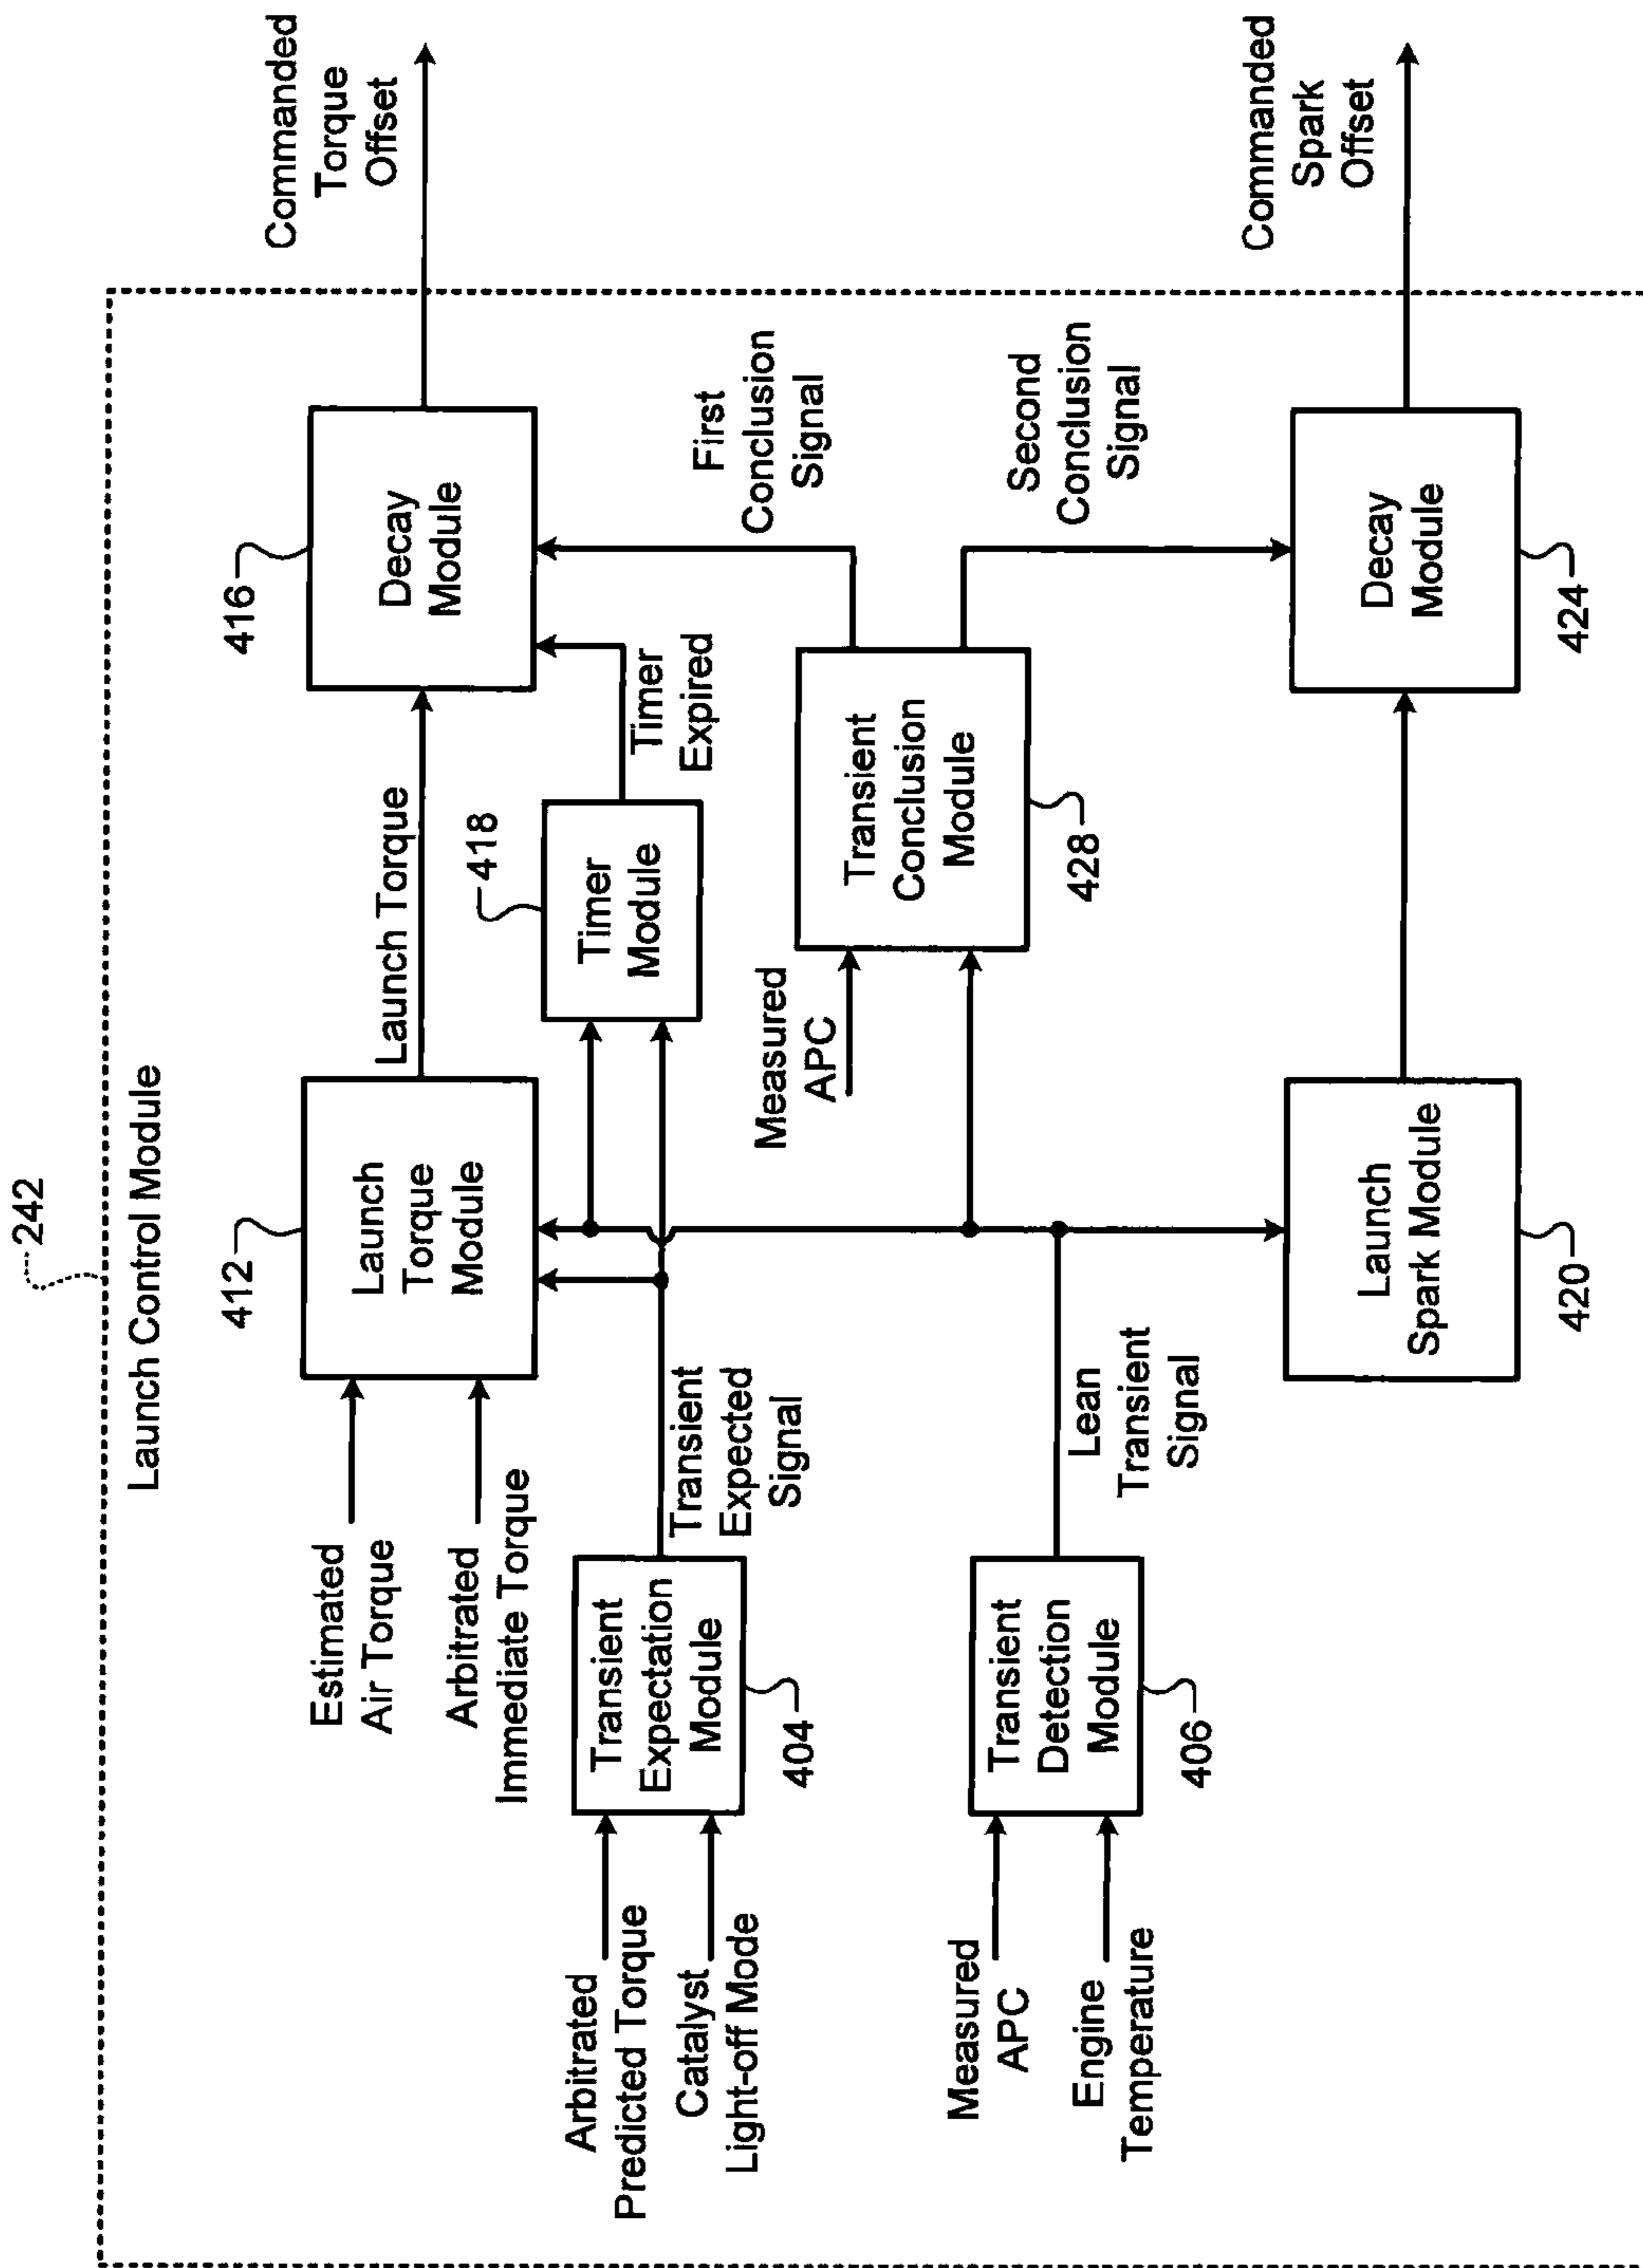 242
Launch Control Module
Estimated
Air Torque
Arbitrated
Immediate Torque
412
Launch
Torque
Module
Launch Torque
416
Decay
Module
Commanded
Torque
Offset
Arbitrated
Predicted Torque
Catalyst
Light-off Mode
Transient
Expectation
Module
404
Transient
Expected
Signal
418
Timer
Module
Timer
Expired
First
Conclusion
Signal
Measured
APC
Transient
Conclusion
Module
428
Second
Conclusion
Signal
Measured
APC
Engine
Temperature
Transient
Detection
Module
406
Lean
Transient
Signal
Launch
Spark Module
420
Decay
Module
424
Commanded
Spark
Offset